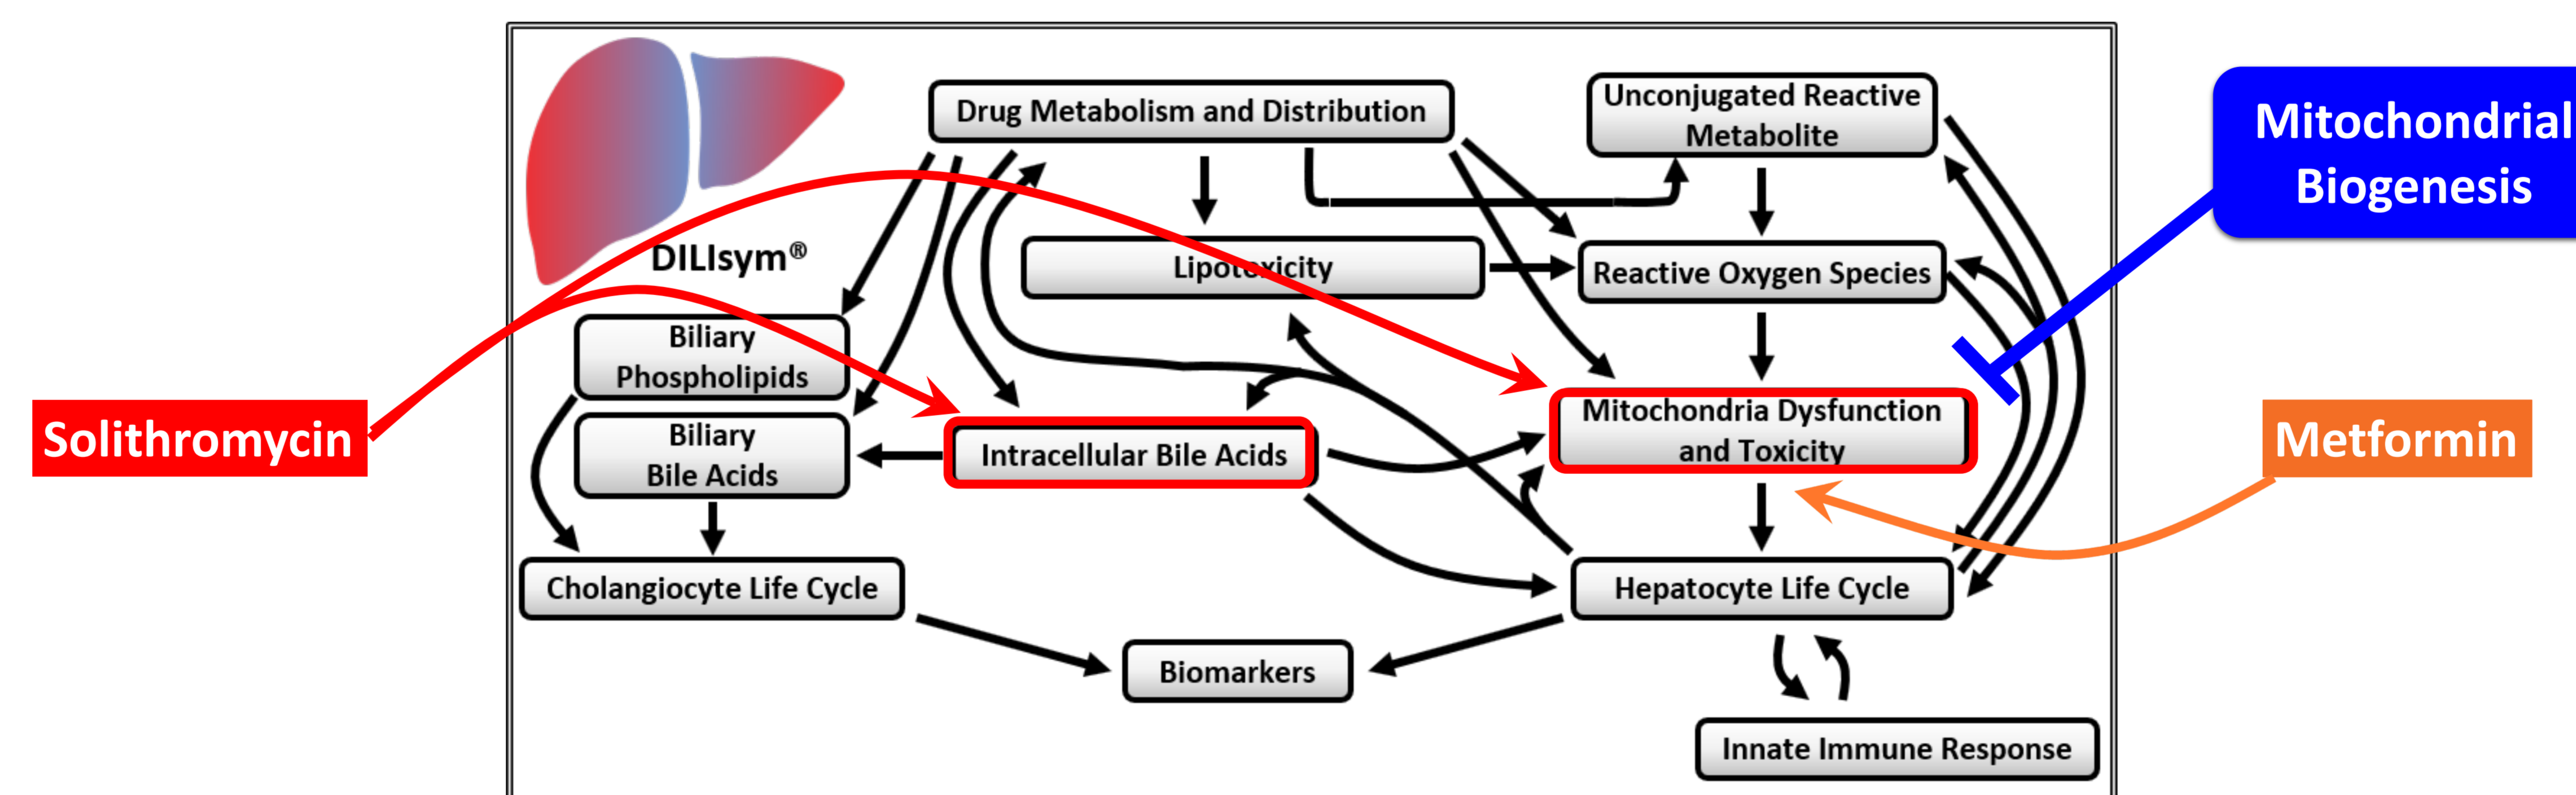 Drug Metabolism and Distribution
Unconjugated Reactive
Metabolite
Mitochondrial
Biogenesis
DILIsym®
Lipotoxicity
Reactive Oxygen Species
Biliary
Phospholipids
Solithromycin
Biliary
Bile Acids
Intracellular Bile Acids
Mitochondria Dysfunction
and Toxicity
Metformin
Cholangiocyte Life Cycle
Hepatocyte Life Cycle
Biomarkers
Innate Immune Response